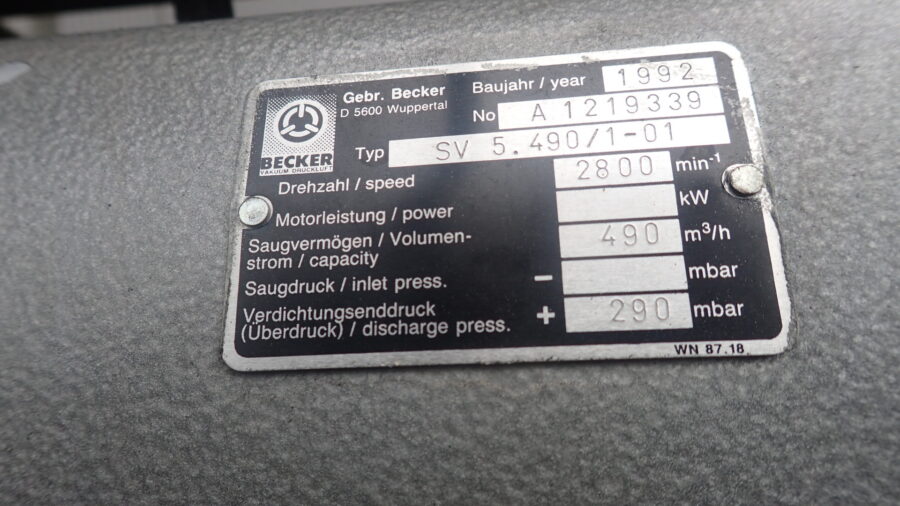 BECKER
VAKUUM DRUCKLUFT
Gebr. Becker
D 5600 Wuppertal
Baujahr / year 1992
No A 1219339
Typ SV 5.490/1-01
Drehzahl / speed 2800 min-1
Motorleistung / power kW
Saugvermögen / Volumen-
strom / capacity 490 m³/h
Saugdruck / inlet press. − mbar
Verdichtungsenddruck
(Überdruck) / discharge press. + 290 mbar
WN 87.18